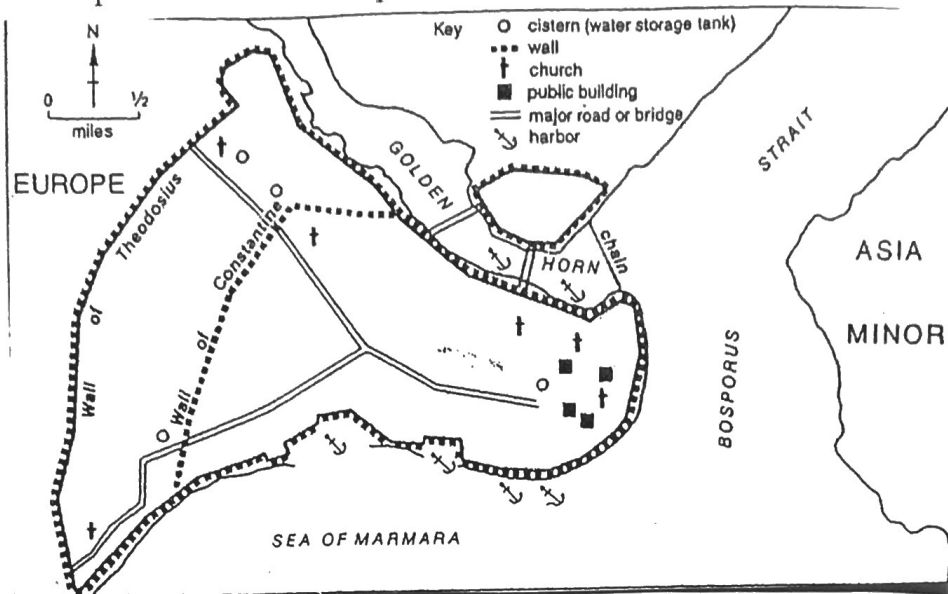 N
0 ½
miles
Key
cistern (water storage tank)
wall
church
public building
major road or bridge
harbor
EUROPE
Wall of Theodosius
Wall of Constantine
GOLDEN
HORN
chain
STRAIT
BOSPORUS
ASIA
MINOR
SEA OF MARMARA